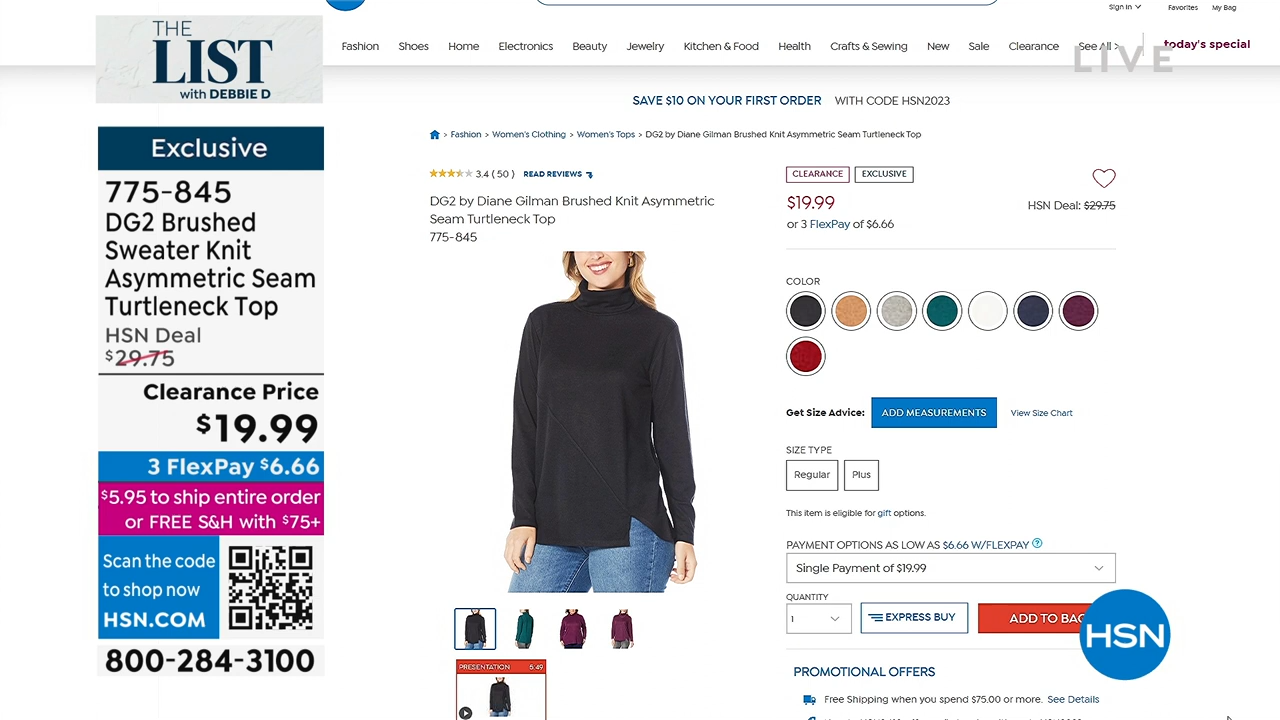 THE
LIST
with DEBBIE D
Exclusive
775-845
DG2 Brushed
Sweater Knit
Asymmetric Seam
Turtleneck Top
HSN Deal
$29.75
Clearance Price
$19.99
3 FlexPay $6.66
$5.95 to ship entire order
or FREE S&H with $75+
Scan the code
to shop now
HSN.COM
800-284-3100
Sign In
Favorites
My Bag
Fashion Shoes Home Electronics Beauty Jewelry Kitchen & Food Health Crafts & Sewing New Sale Clearance See All > today's special
LIVE
SAVE $10 ON YOUR FIRST ORDER WITH CODE HSN2023
> Fashion > Women's Clothing > Women's Tops > DG2 by Diane Gilman Brushed Knit Asymmetric Seam Turtleneck Top
3.4 ( 50 ) READ REVIEWS
DG2 by Diane Gilman Brushed Knit Asymmetric
Seam Turtleneck Top
775-845
PRESENTATION 5:49
CLEARANCE EXCLUSIVE
$19.99
HSN Deal: $29.75
or 3 FlexPay of $6.66
COLOR
Get Size Advice: ADD MEASUREMENTS View Size Chart
SIZE TYPE
Regular Plus
This item is eligible for gift options.
PAYMENT OPTIONS AS LOW AS $6.66 W/FLEXPAY ?
Single Payment of $19.99
QUANTITY
1
EXPRESS BUY
ADD TO BAG
HSN
PROMOTIONAL OFFERS
Free Shipping when you spend $75.00 or more. See Details